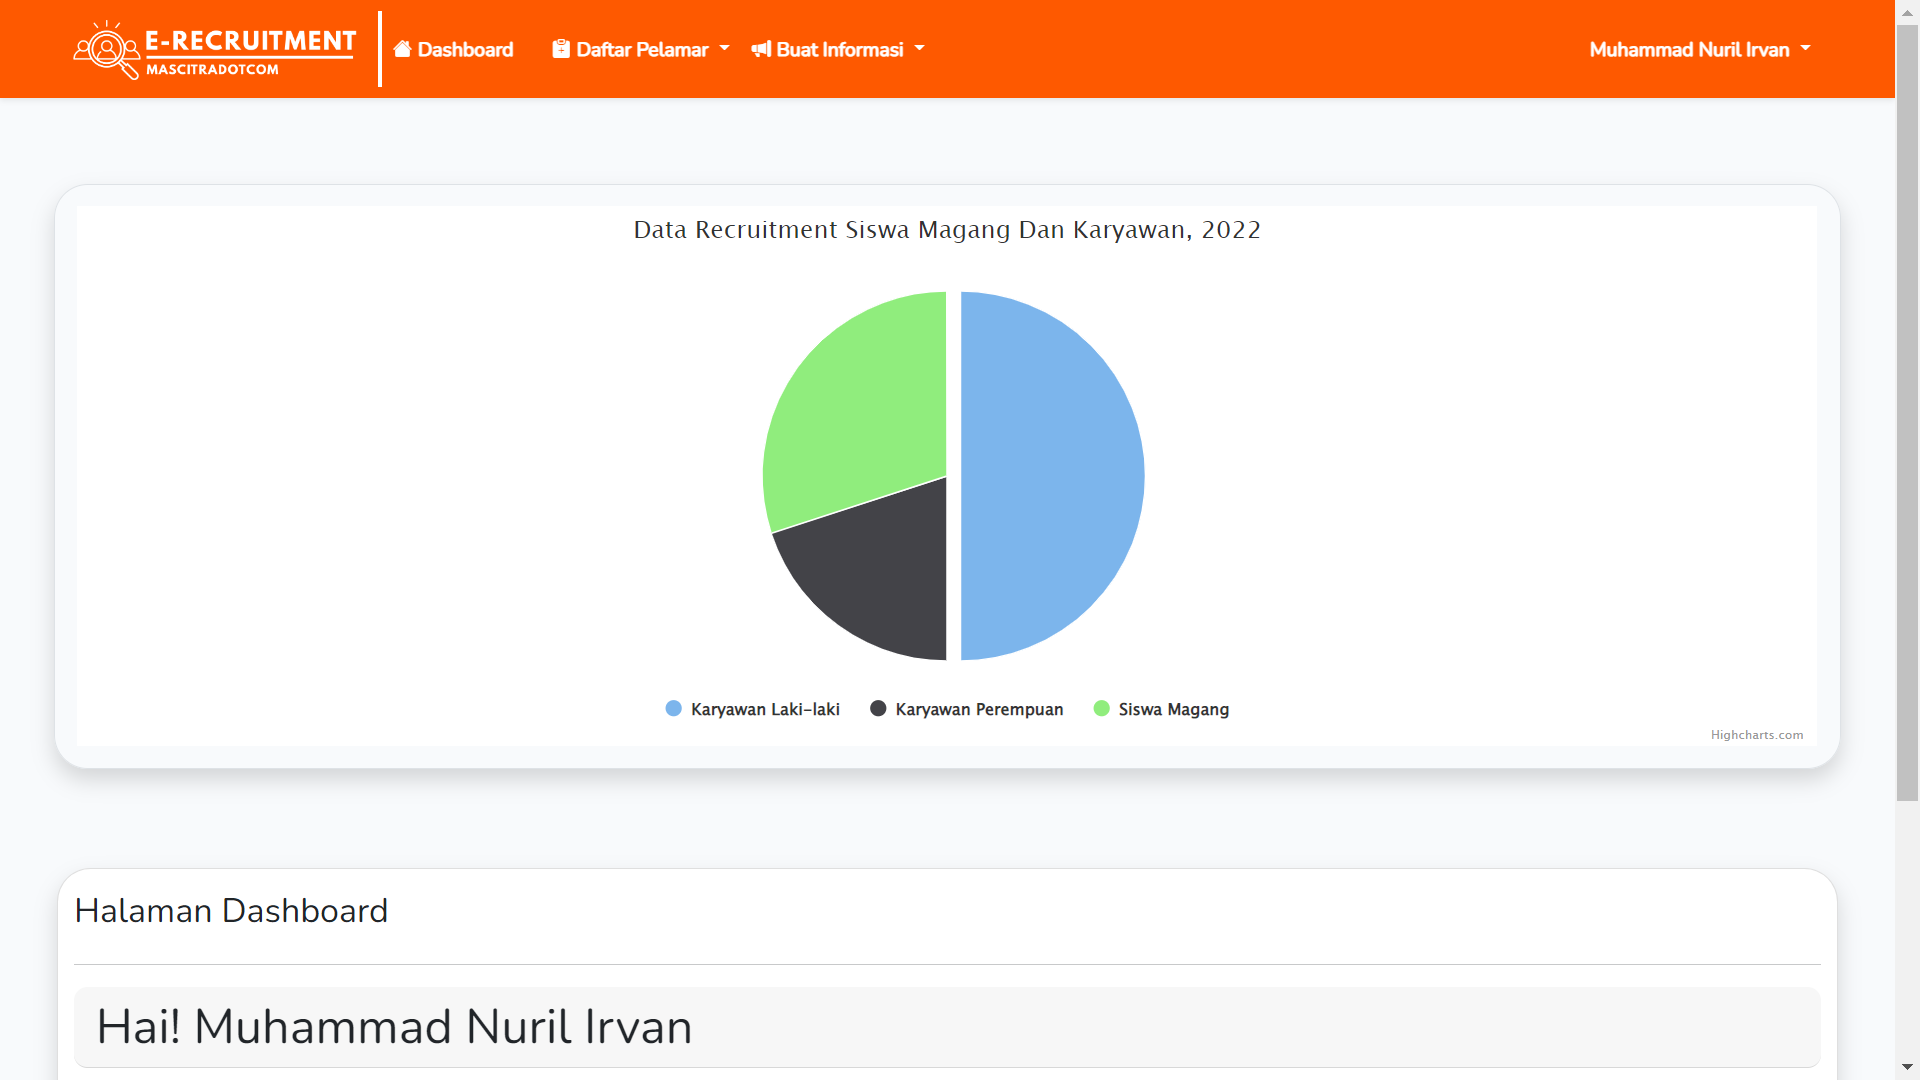 E-RECRUITMENT
MASCITRADOTCOM
Dashboard
Daftar Pelamar
Buat Informasi
Muhammad Nuril Irvan
Data Recruitment Siswa Magang Dan Karyawan, 2022
Karyawan Laki-laki
Karyawan Perempuan
Siswa Magang
Highcharts.com
Halaman Dashboard
Hai! Muhammad Nuril Irvan